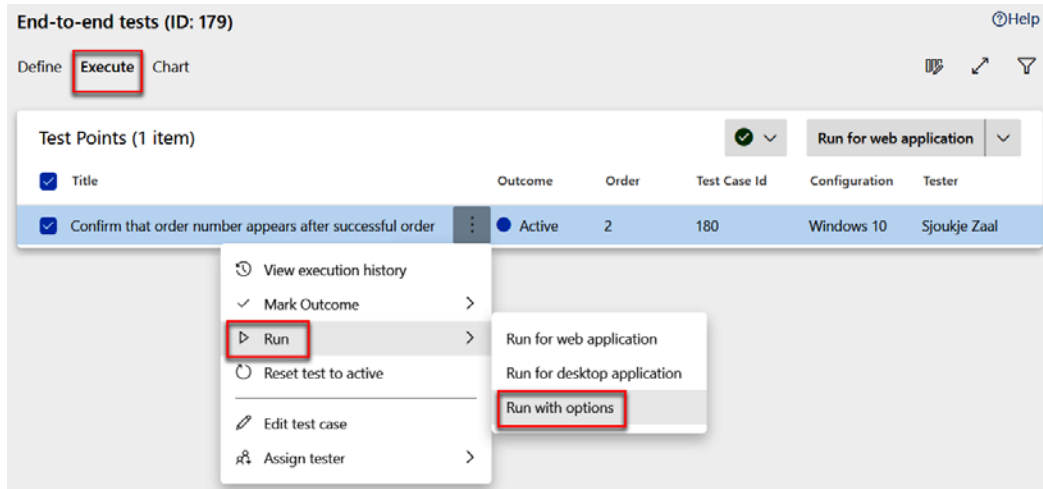 End-to-end tests (ID: 179)
Help
Define Execute Chart
Test Points (1 item)
Run for web application
Title Outcome Order Test Case Id Configuration Tester
Confirm that order number appears after successful order Active 2 180 Windows 10 Sjoukje Zaal
View execution history
Mark Outcome
Run
Reset test to active
Edit test case
Assign tester
Run for web application
Run for desktop application
Run with options